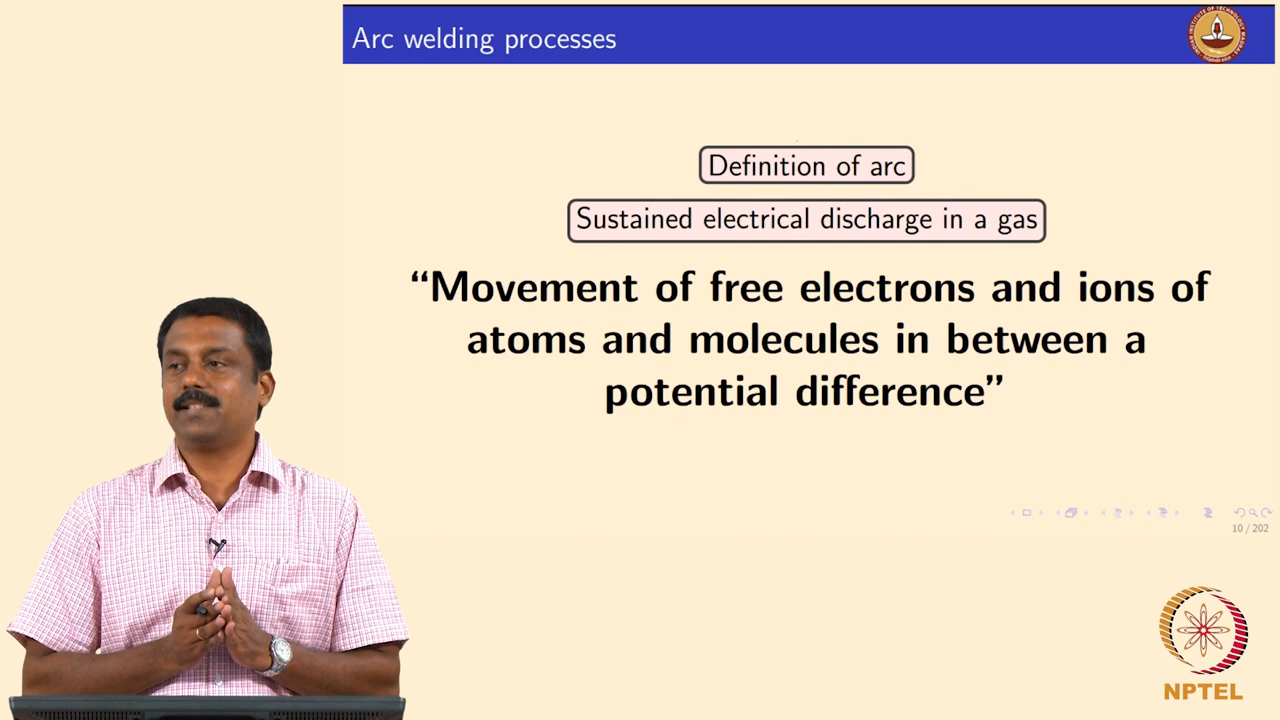 Arc welding processes
Definition of arc
Sustained electrical discharge in a gas
“Movement of free electrons and ions of
atoms and molecules in between a
potential difference”
10 / 202
NPTEL